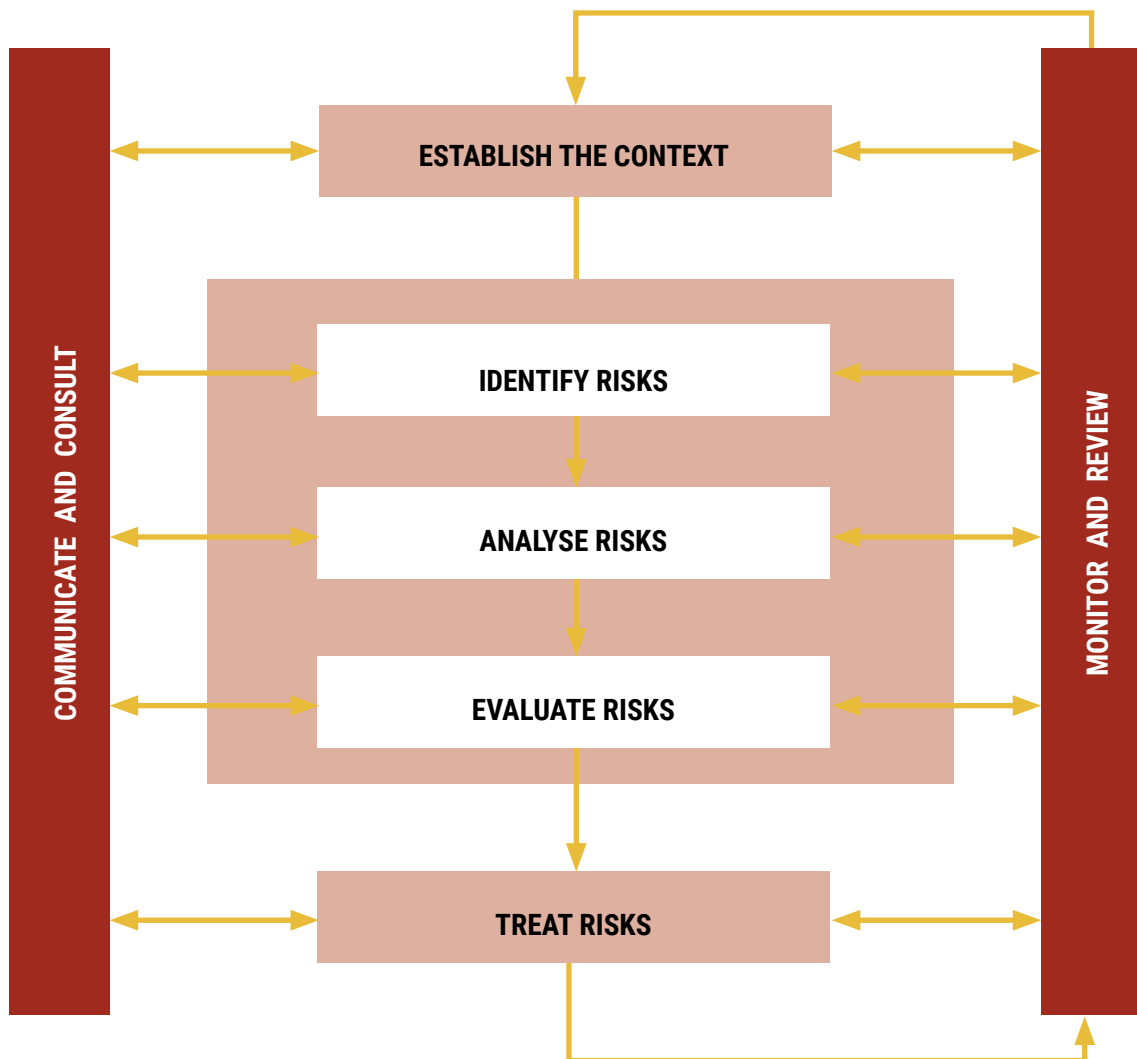 ESTABLISH THE CONTEXT
COMMUNICATE AND CONSULT
IDENTIFY RISKS
ANALYSE RISKS
EVALUATE RISKS
TREAT RISKS
MONITOR AND REVIEW